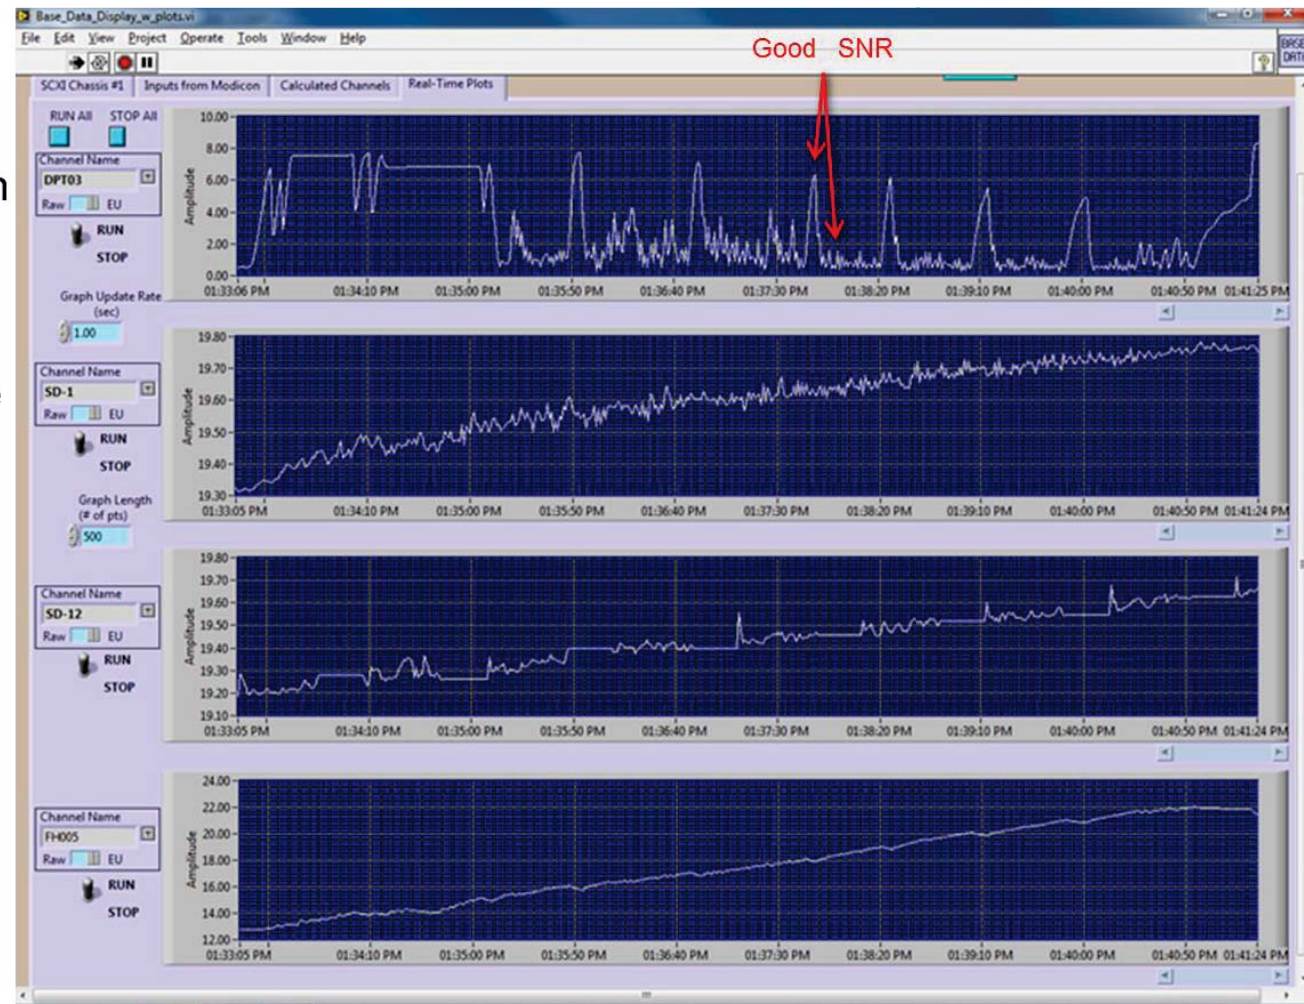 Base_Data_Display_w_plots.vi
File Edit View Project Operate Tools Window Help
Good SNR
BASE
DATA
SCXI Chassis #1 Inputs from Modicon Calculated Channels Real-Time Plots
RUN All STOP All
Channel Name
DPT03
Raw EU
RUN
STOP
Amplitude
10.00
8.00
6.00
4.00
2.00
0.00
01:33:06 PM 01:34:10 PM 01:35:00 PM 01:35:50 PM 01:36:40 PM 01:37:30 PM 01:38:20 PM 01:39:10 PM 01:40:00 PM 01:40:50 PM 01:41:25 PM
Graph Update Rate
(sec)
1.00
Channel Name
SD-1
Raw EU
RUN
STOP
Amplitude
19.80
19.70
19.60
19.50
19.40
19.30
01:33:05 PM 01:34:10 PM 01:35:00 PM 01:35:50 PM 01:36:40 PM 01:37:30 PM 01:38:20 PM 01:39:10 PM 01:40:00 PM 01:40:50 PM 01:41:24 PM
Graph Length
(# of pts)
500
Channel Name
SD-12
Raw EU
RUN
STOP
Amplitude
19.80
19.70
19.60
19.50
19.40
19.30
19.20
19.10
01:33:05 PM 01:34:10 PM 01:35:00 PM 01:35:50 PM 01:36:40 PM 01:37:30 PM 01:38:20 PM 01:39:10 PM 01:40:00 PM 01:40:50 PM 01:41:24 PM
Channel Name
FH005
Raw EU
RUN
STOP
Amplitude
24.00
22.00
20.00
18.00
16.00
14.00
12.00
01:33:05 PM 01:34:10 PM 01:35:00 PM 01:35:50 PM 01:36:40 PM 01:37:30 PM 01:38:20 PM 01:39:10 PM 01:40:00 PM 01:40:50 PM 01:41:24 PM